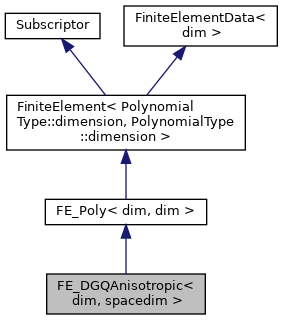 Subscriptor
FiniteElementData<
dim >
FiniteElement< Polynomial
Type::dimension, PolynomialType
::dimension >
FE_Poly< dim, dim >
FE_DGQAnisotropic<
dim, spacedim >